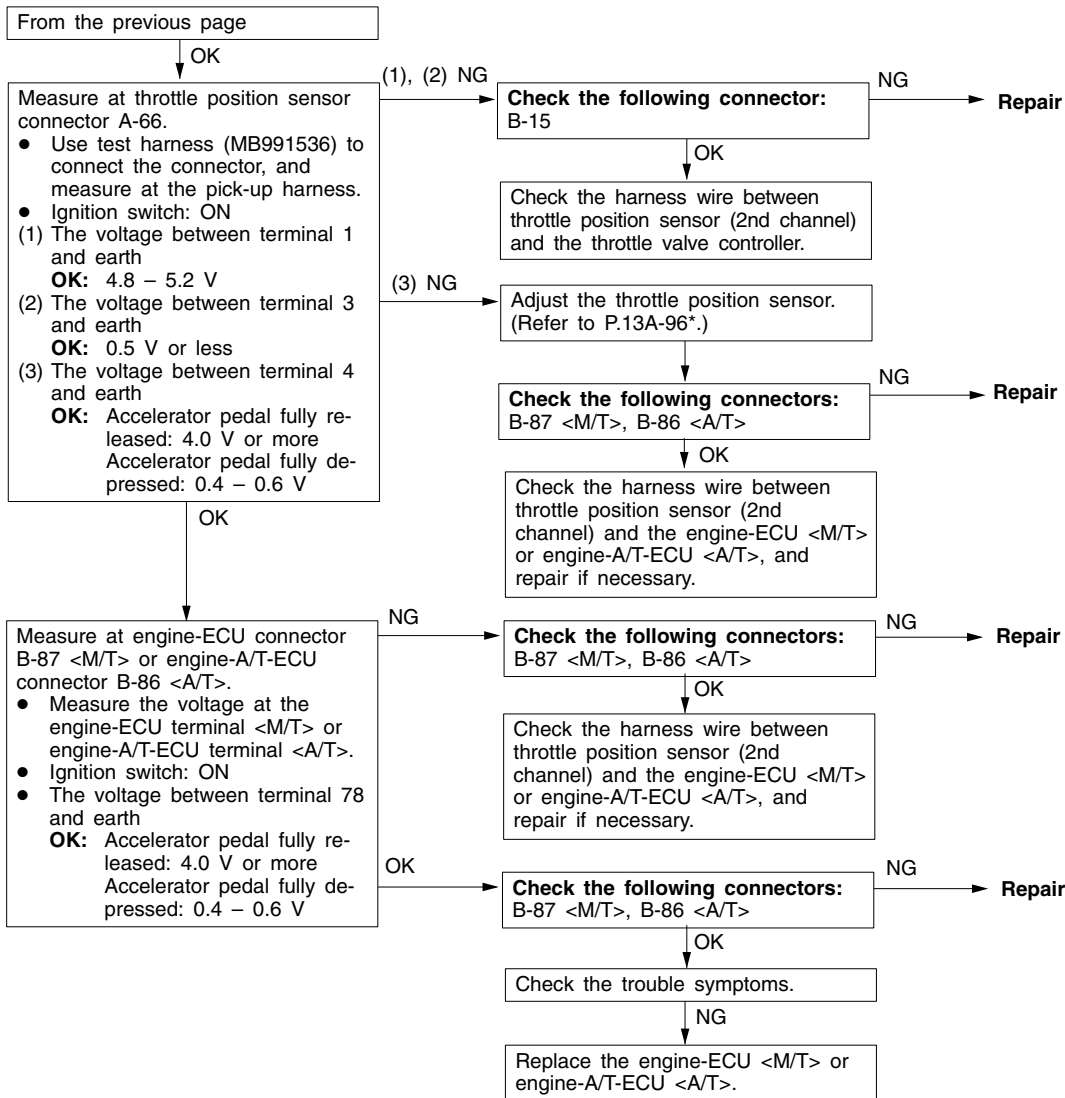 From the previous page
OK
Measure at throttle position sensor
connector A-66.
● Use test harness (MB991536) to
connect the connector, and
measure at the pick-up harness.
● Ignition switch: ON
(1) The voltage between terminal 1
and earth
OK: 4.8 – 5.2 V
(2) The voltage between terminal 3
and earth
OK: 0.5 V or less
(3) The voltage between terminal 4
and earth
OK: Accelerator pedal fully re-
leased: 4.0 V or more
Accelerator pedal fully de-
pressed: 0.4 – 0.6 V
(1), (2) NG
Check the following connector:
B-15
NG
Repair
OK
Check the harness wire between
throttle position sensor (2nd channel)
and the throttle valve controller.
(3) NG
Adjust the throttle position sensor.
(Refer to P.13A-96*.)
Check the following connectors:
B-87 <M/T>, B-86 <A/T>
NG
Repair
OK
Check the harness wire between
throttle position sensor (2nd
channel) and the engine-ECU <M/T>
or engine-A/T-ECU <A/T>, and
repair if necessary.
OK
Measure at engine-ECU connector
B-87 <M/T> or engine-A/T-ECU
connector B-86 <A/T>.
● Measure the voltage at the
engine-ECU terminal <M/T> or
engine-A/T-ECU terminal <A/T>.
● Ignition switch: ON
● The voltage between terminal 78
and earth
OK: Accelerator pedal fully re-
leased: 4.0 V or more
Accelerator pedal fully de-
pressed: 0.4 – 0.6 V
NG
Check the following connectors:
B-87 <M/T>, B-86 <A/T>
NG
Repair
OK
Check the harness wire between
throttle position sensor (2nd
channel) and the engine-ECU <M/T>
or engine-A/T-ECU <A/T>, and
repair if necessary.
OK
Check the following connectors:
B-87 <M/T>, B-86 <A/T>
NG
Repair
OK
Check the trouble symptoms.
NG
Replace the engine-ECU <M/T> or
engine-A/T-ECU <A/T>.